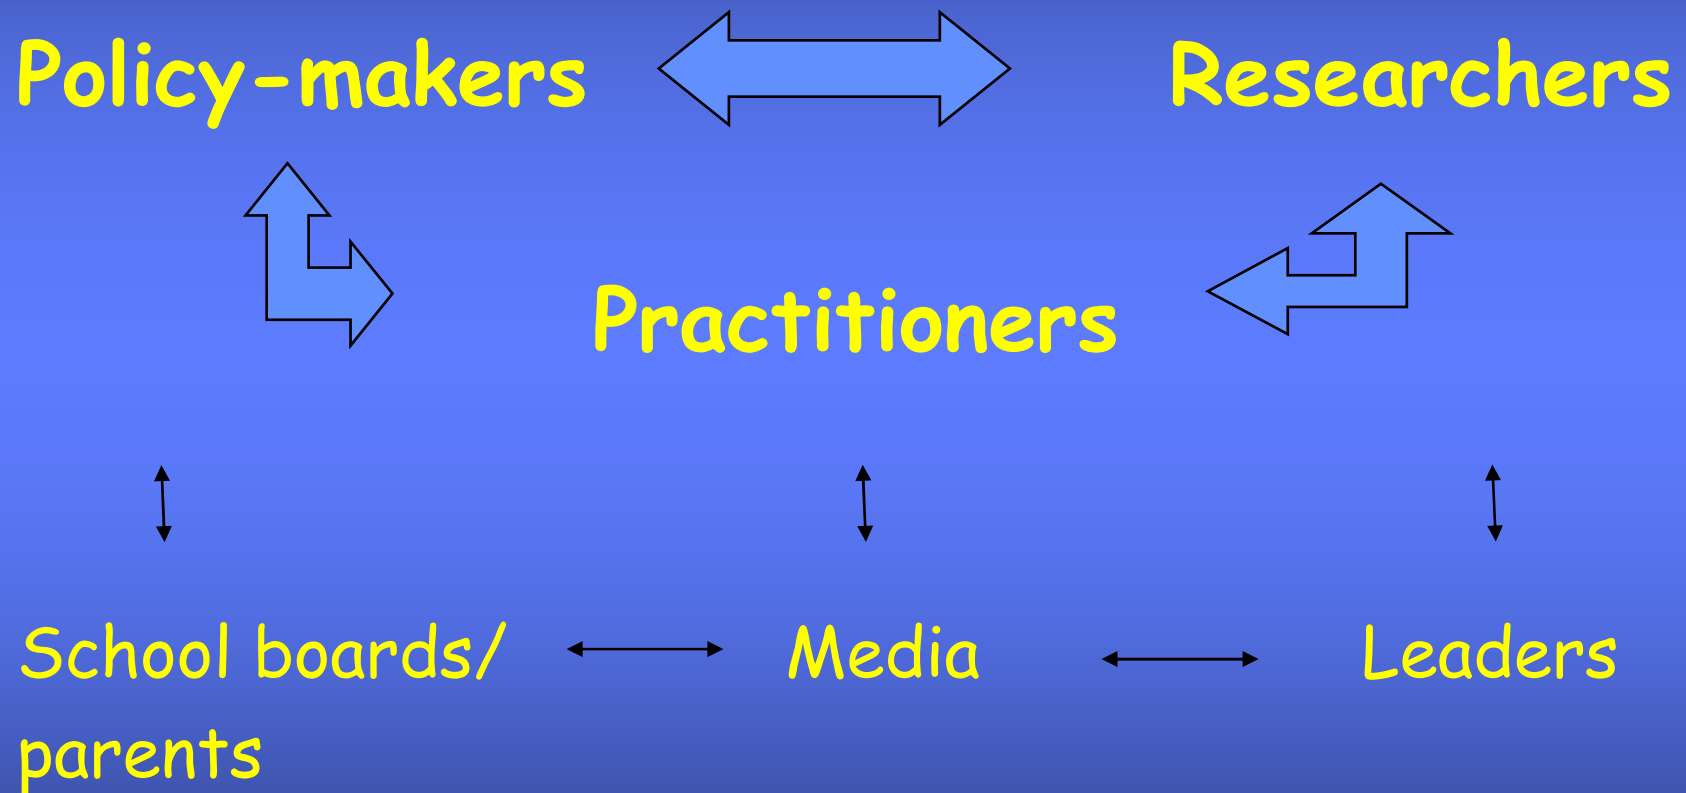 Policy-makers
Researchers
Practitioners
School boards/
parents
Media
Leaders